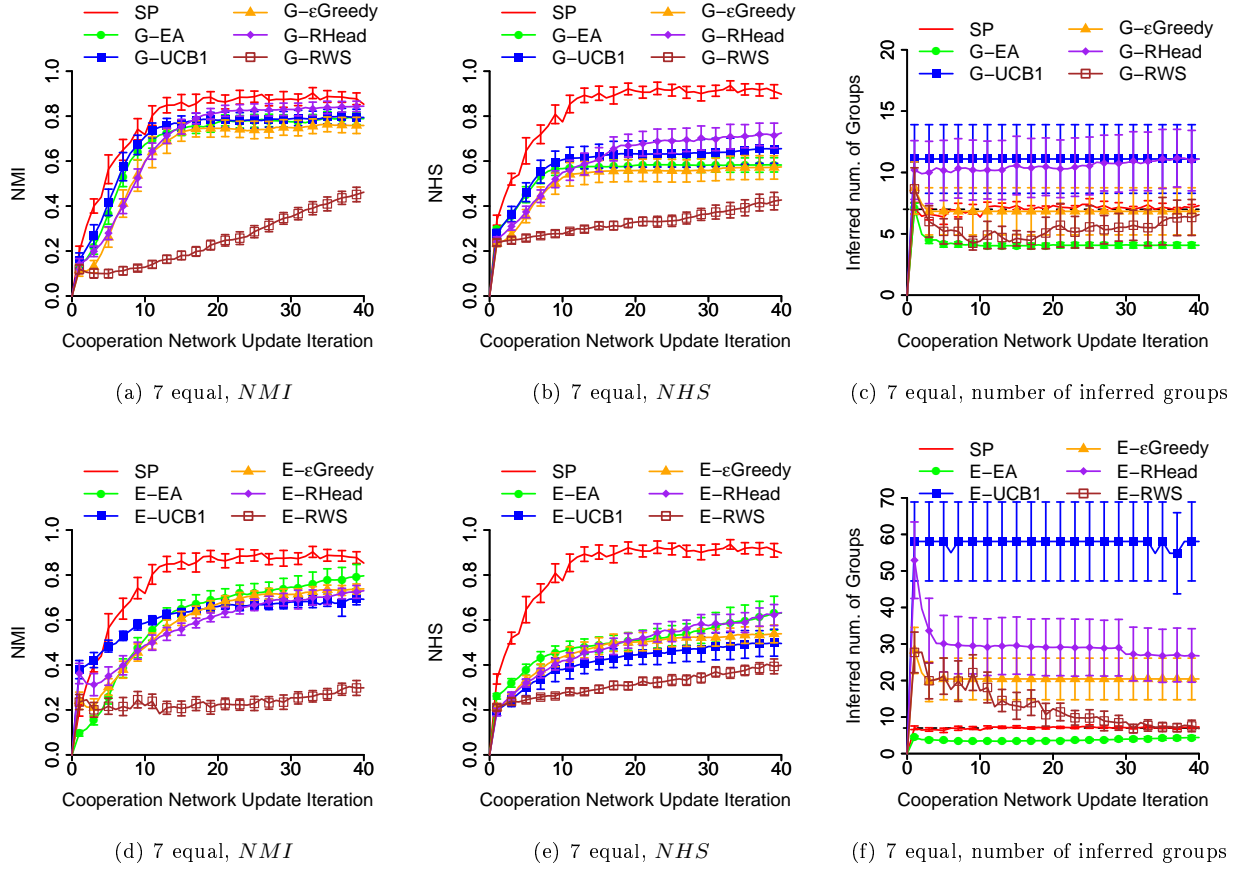 SP
G-EA
G-UCB1
G-εGreedy
G-RHead
G-RWS
NMI
0.0 0.2 0.4 0.6 0.8 1.0
0 10 20 30 40
Cooperation Network Update Iteration
(a) 7 equal, NMI
SP
G-EA
G-UCB1
G-εGreedy
G-RHead
G-RWS
NHS
0.0 0.2 0.4 0.6 0.8 1.0
0 10 20 30 40
Cooperation Network Update Iteration
(b) 7 equal, NHS
SP
G-EA
G-UCB1
G-εGreedy
G-RHead
G-RWS
Inferred num. of Groups
0 5 7 10 15 20
0 10 20 30 40
Cooperation Network Update Iteration
(c) 7 equal, number of inferred groups
SP
E-EA
E-UCB1
E-εGreedy
E-RHead
E-RWS
NMI
0.0 0.2 0.4 0.6 0.8 1.0
0 10 20 30 40
Cooperation Network Update Iteration
(d) 7 equal, NMI
SP
E-EA
E-UCB1
E-εGreedy
E-RHead
E-RWS
NHS
0.0 0.2 0.4 0.6 0.8 1.0
0 10 20 30 40
Cooperation Network Update Iteration
(e) 7 equal, NHS
SP
E-EA
E-UCB1
E-εGreedy
E-RHead
E-RWS
Inferred num. of Groups
0 7 10 20 30 40 50 60 70
0 10 20 30 40
Cooperation Network Update Iteration
(f) 7 equal, number of inferred groups